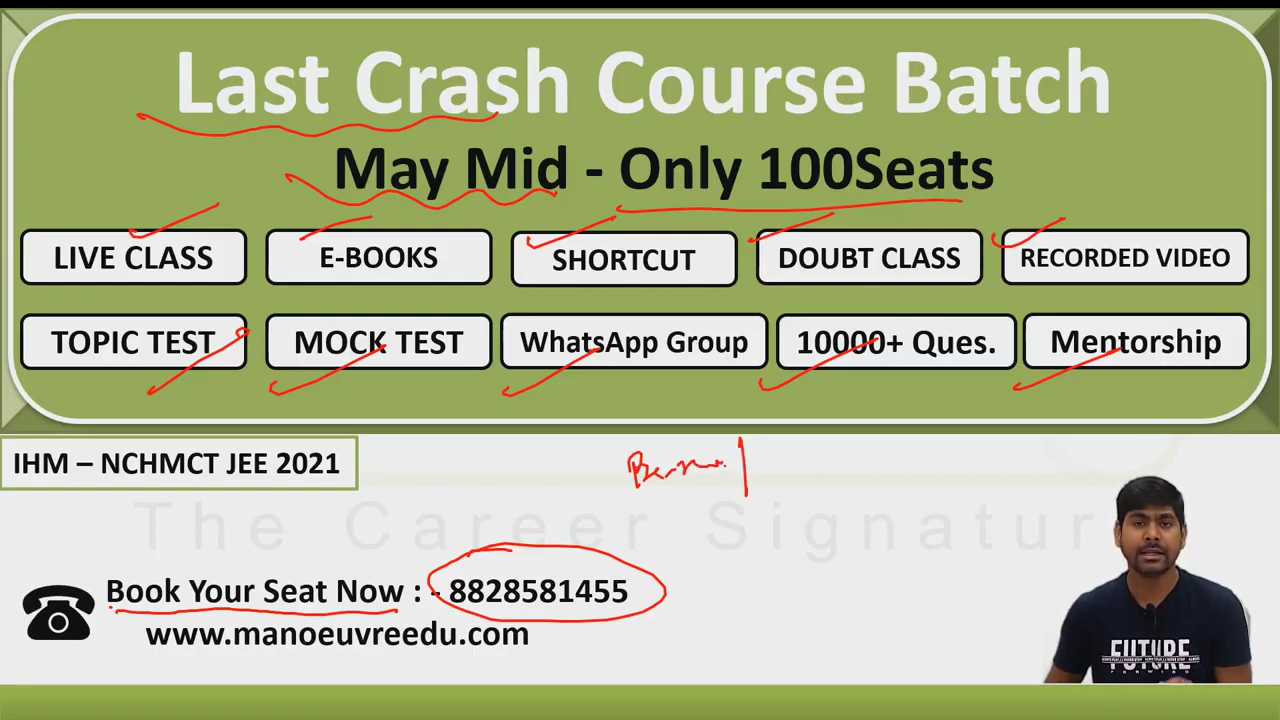 Last Crash Course Batch
May Mid - Only 100Seats
LIVE CLASS E-BOOKS SHORTCUT DOUBT CLASS RECORDED VIDEO
TOPIC TEST MOCK TEST WhatsApp Group 10000+ Ques. Mentorship
IHM – NCHMCT JEE 2021
The Career Signatur
Book Your Seat Now : - 8828581455
www.manoeuvreedu.com
FUTURE